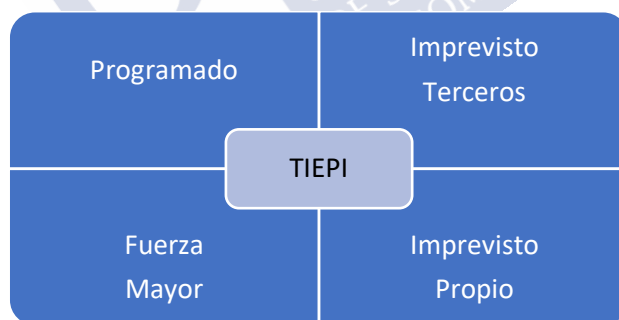 Programado
Imprevisto
Terceros
TIEPI
Fuerza
Mayor
Imprevisto
Propio